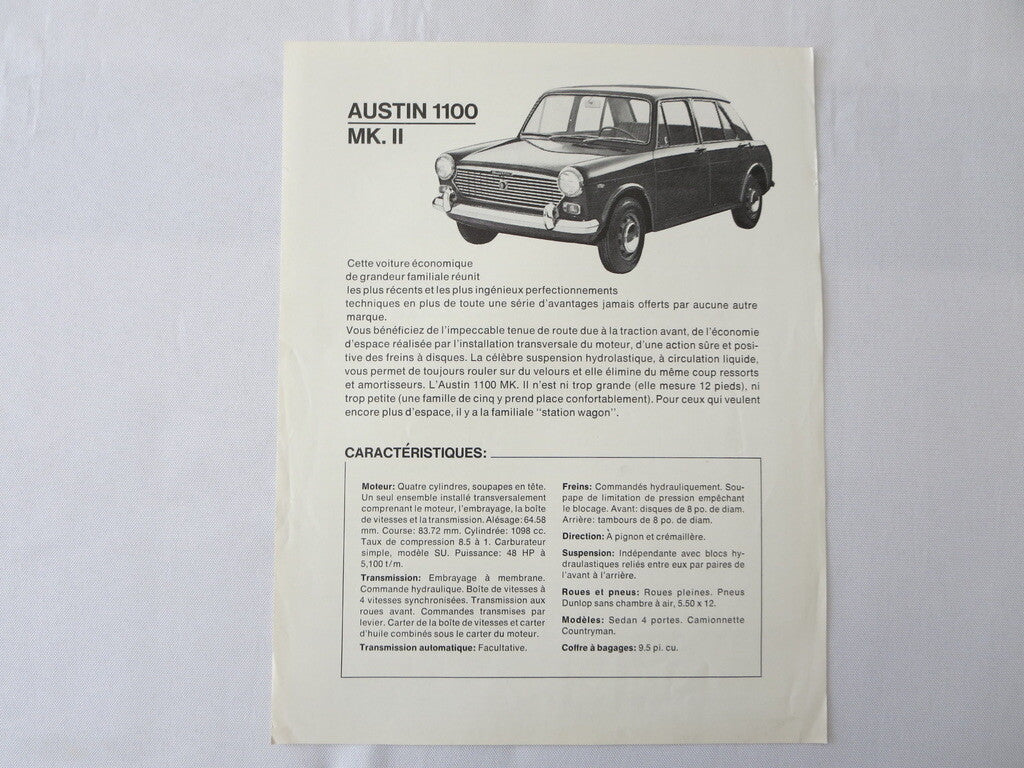 AUSTIN 1100
MK. II
Cette voiture économique
de grandeur familiale réunit
les plus récents et les plus ingénieux perfectionnements
techniques en plus de toute une série d'avantages jamais offerts par aucune autre
marque.
Vous bénéficiez de l'impeccable tenue de route due à la traction avant, de l'économie
d'espace réalisée par l'installation transversale du moteur, d'une action sûre et posi-
tive des freins à disques. La célèbre suspension hydrolastique, à circulation liquide,
vous permet de toujours rouler sur du velours et elle élimine du même coup ressorts
et amortisseurs. L'Austin 1100 MK. II n'est ni trop grande (elle mesure 12 pieds), ni
trop petite (une famille de cinq y prend place confortablement). Pour ceux qui veulent
encore plus d'espace, il y a la familiale "station wagon".
CARACTÉRISTIQUES:
Moteur: Quatre cylindres, soupapes en tête.
Un seul ensemble installé transversalement
comprenant le moteur, l'embrayage, la boîte
de vitesses et la transmission. Alésage: 64.58
mm. Course: 83.72 mm. Cylindrée: 1098 cc.
Taux de compression 8.5 à 1. Carburateur
simple, modèle SU. Puissance: 48 HP à
5,100 t/m.
Transmission: Embrayage à membrane.
Commande hydraulique. Boîte de vitesses à
4 vitesses synchronisées. Transmission aux
roues avant. Commandes transmises par
levier. Carter de la boîte de vitesses et carter
d'huile combinés sous le carter du moteur.
Transmission automatique: Facultative.
Freins: Commandés hydrauliquement. Sou-
pape de limitation de pression empêchant
le blocage. Avant: disques de 8 po. de diam.
Arrière: tambours de 8 po. de diam.
Direction: À pignon et crémaillère.
Suspension: Indépendante avec blocs hy-
draulastiques reliés entre eux par paires de
l'avant à l'arrière.
Roues et pneus: Roues pleines. Pneus
Dunlop sans chambre à air, 5.50 x 12.
Modèles: Sedan 4 portes. Camionnette
Countryman.
Coffre à bagages: 9.5 pi. cu.